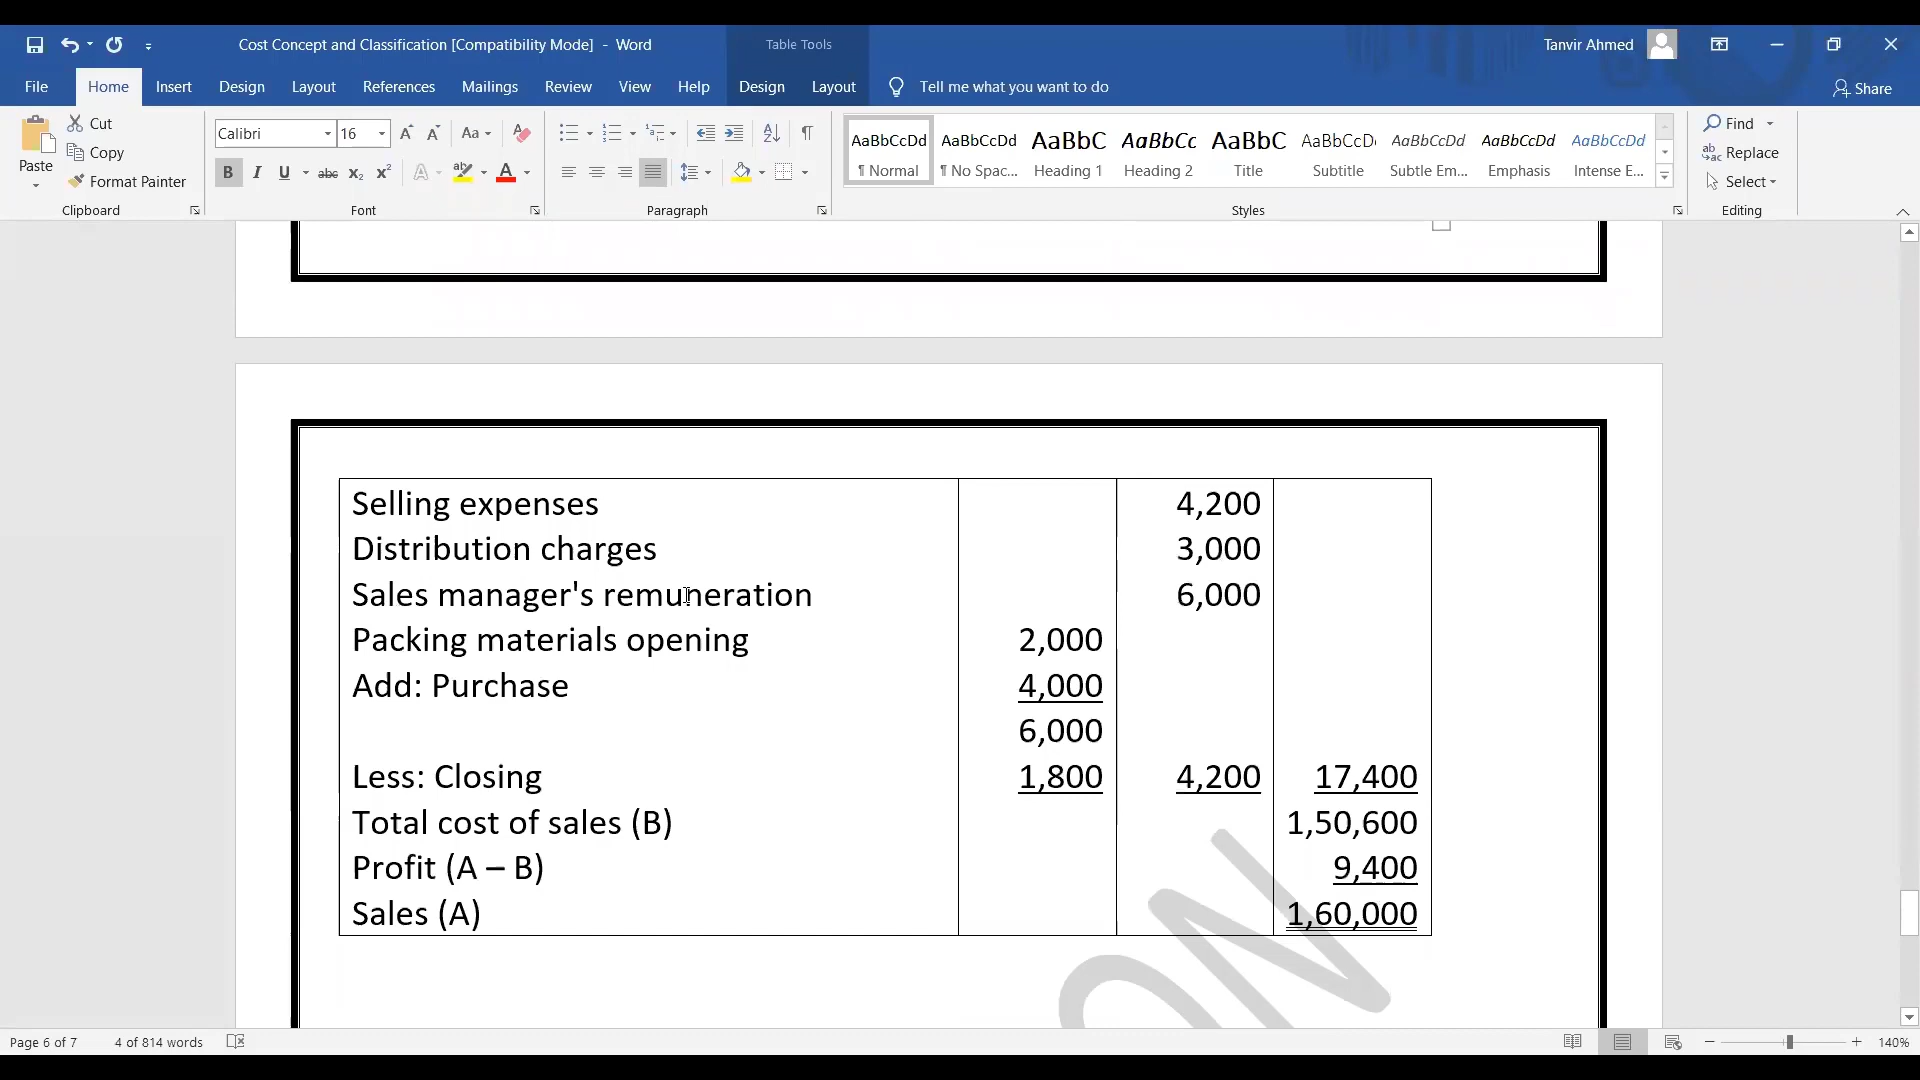 Cost Concept and Classification [Compatibility Mode] - Word
Table Tools
Tanvir Ahmed
File Home Insert Design Layout References Mailings Review View Help Design Layout Tell me what you want to do
Share
Paste
Cut
Copy
Format Painter
Clipboard
Calibri 16
Aa
B I U abc x₂ x² A A
Font
Paragraph
AaBbCcDd AaBbCcDd AaBbC AaBbCc AaBbC AaBbCcD AaBbCcDd AaBbCcDd AaBbCcDd
¶ Normal ¶ No Spac... Heading 1 Heading 2 Title Subtitle Subtle Em... Emphasis Intense E...
Styles
Find
Replace
Select
Editing
Selling expenses 4,200
Distribution charges 3,000
Sales manager's remuneration 6,000
Packing materials opening 2,000
Add: Purchase 4,000
6,000
Less: Closing 1,800 4,200 17,400
Total cost of sales (B) 1,50,600
Profit (A – B) 9,400
Sales (A) 1,60,000
ON
Page 6 of 7 4 of 814 words 140%